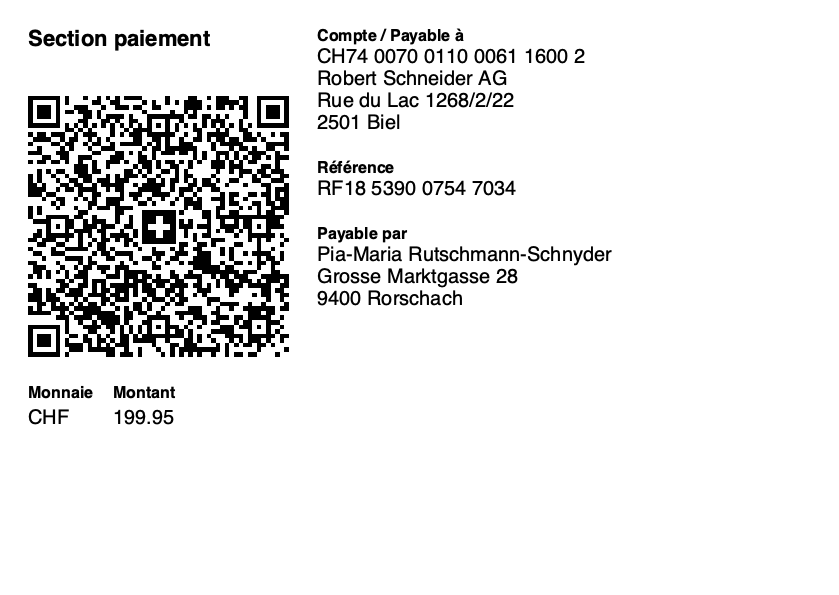 Section paiement
Compte / Payable à
CH74 0070 0110 0061 1600 2
Robert Schneider AG
Rue du Lac 1268/2/22
2501 Biel
Référence
RF18 5390 0754 7034
Payable par
Pia-Maria Rutschmann-Schnyder
Grosse Marktgasse 28
9400 Rorschach
Monnaie Montant
CHF 199.95